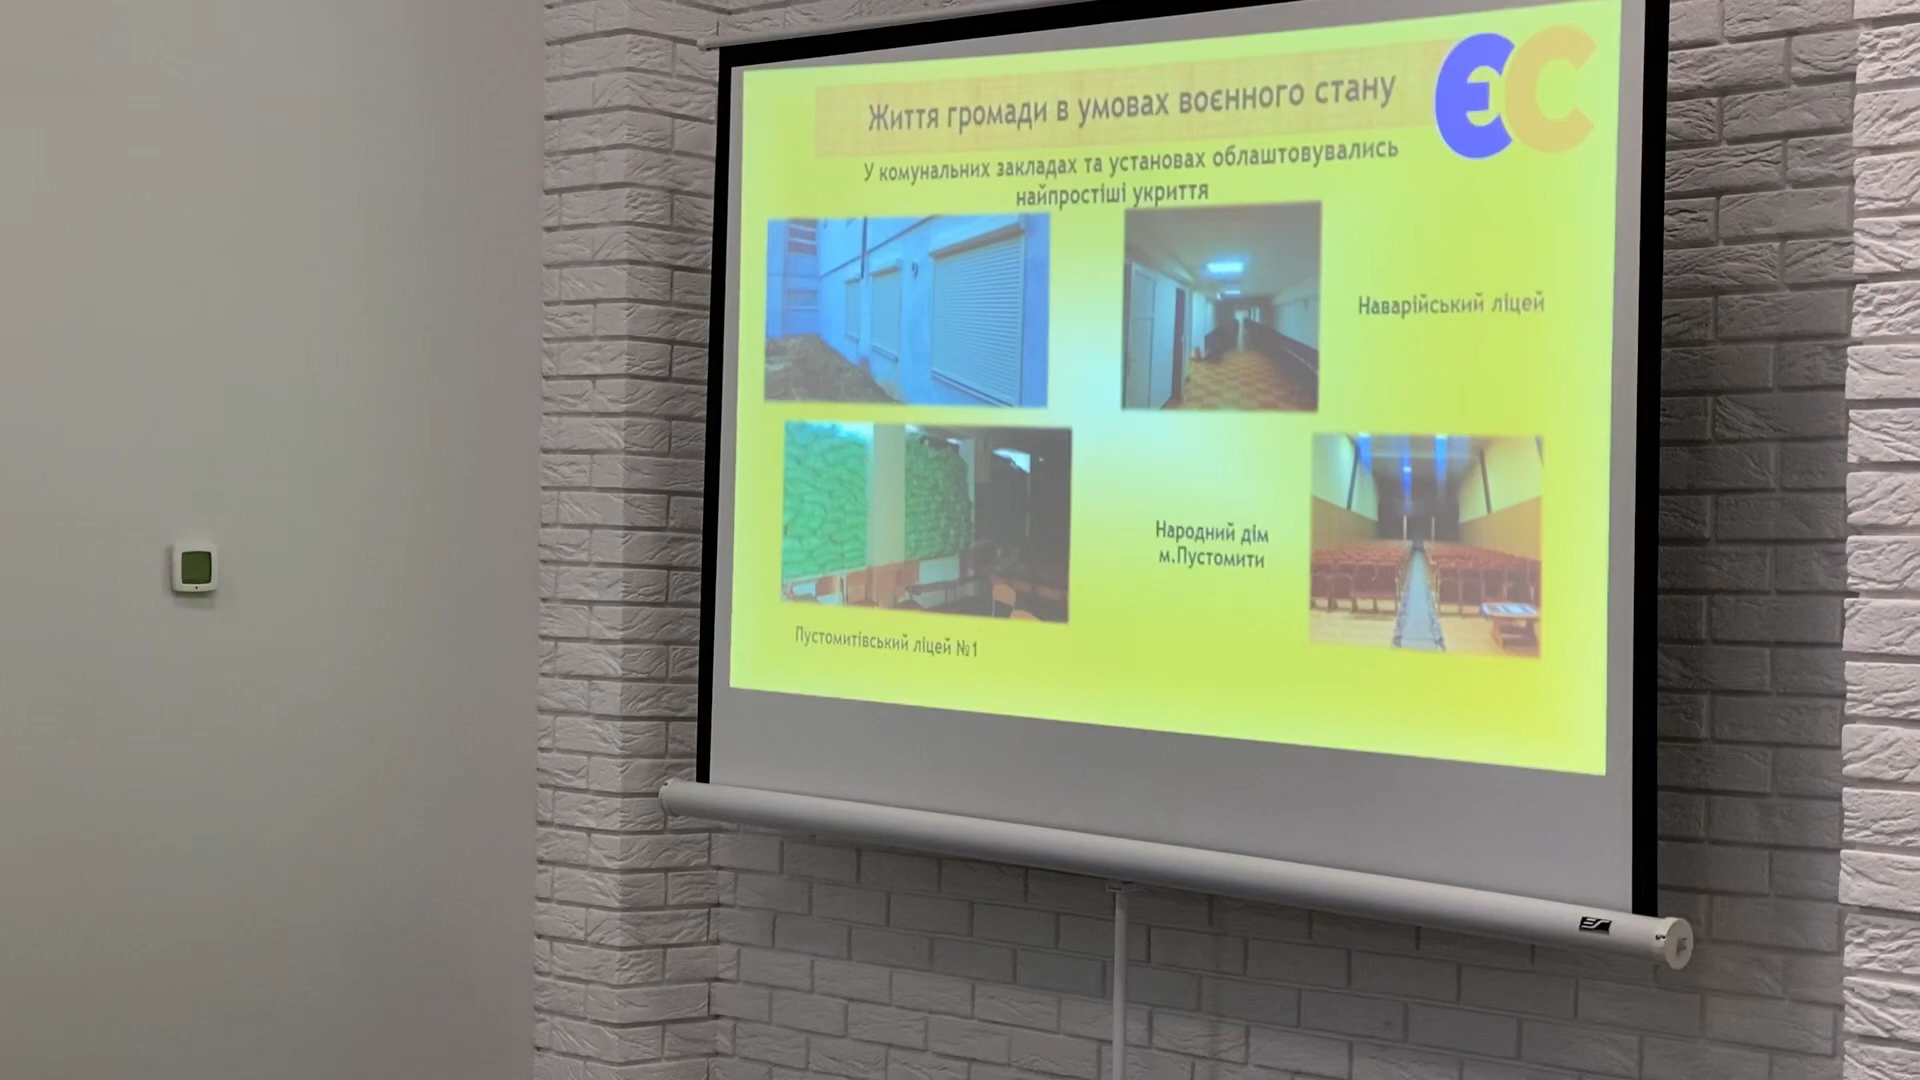 Життя громади в умовах воєнного стану
ЄС
У комунальних закладах та установах облаштовувались
найпростіші укриття
Наварійський ліцей
Народний дім
м.Пустомити
Пустомитівський ліцей №1
ES